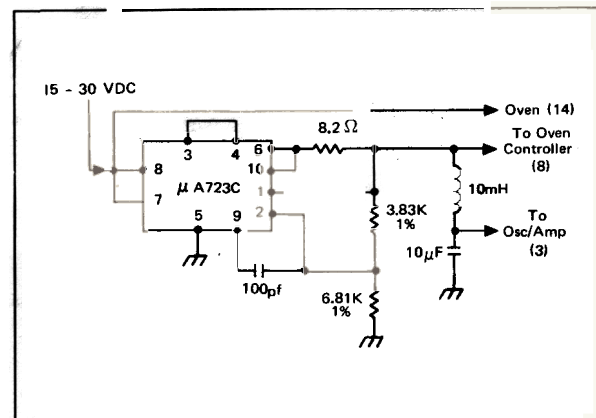 15 - 30 VDC
Oven (14)
8.2 Ω
To Oven
Controller
(8)
3
4
6
8
μ A723C
10
1
7
5
9
2
10mH
3.83K
1%
To
Osc/Amp
(3)
10μF
100pf
6.81K
1%